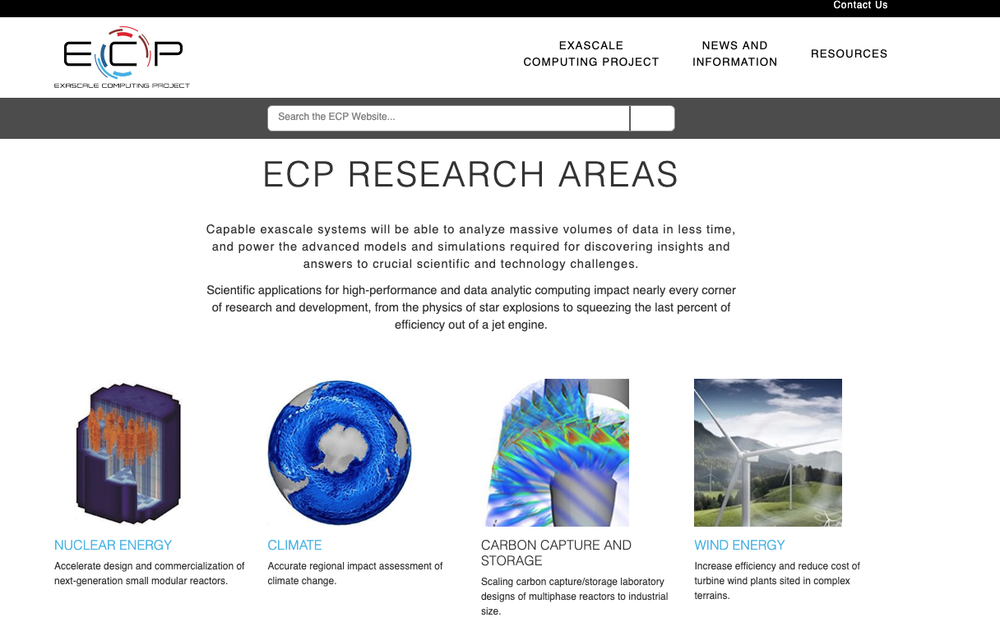 Contact Us
ECP
EXASCALE COMPUTING PROJECT
EXASCALE
COMPUTING PROJECT
NEWS AND
INFORMATION
RESOURCES
Search the ECP Website...
ECP RESEARCH AREAS
Capable exascale systems will be able to analyze massive volumes of data in less time,
and power the advanced models and simulations required for discovering insights and
answers to crucial scientific and technology challenges.
Scientific applications for high-performance and data analytic computing impact nearly every corner
of research and development, from the physics of star explosions to squeezing the last percent of
efficiency out of a jet engine.
NUCLEAR ENERGY
Accelerate design and commercialization of
next-generation small modular reactors.
CLIMATE
Accurate regional impact assessment of
climate change.
CARBON CAPTURE AND
STORAGE
Scaling carbon capture/storage laboratory
designs of multiphase reactors to industrial
size.
WIND ENERGY
Increase efficiency and reduce cost of
turbine wind plants sited in complex
terrains.